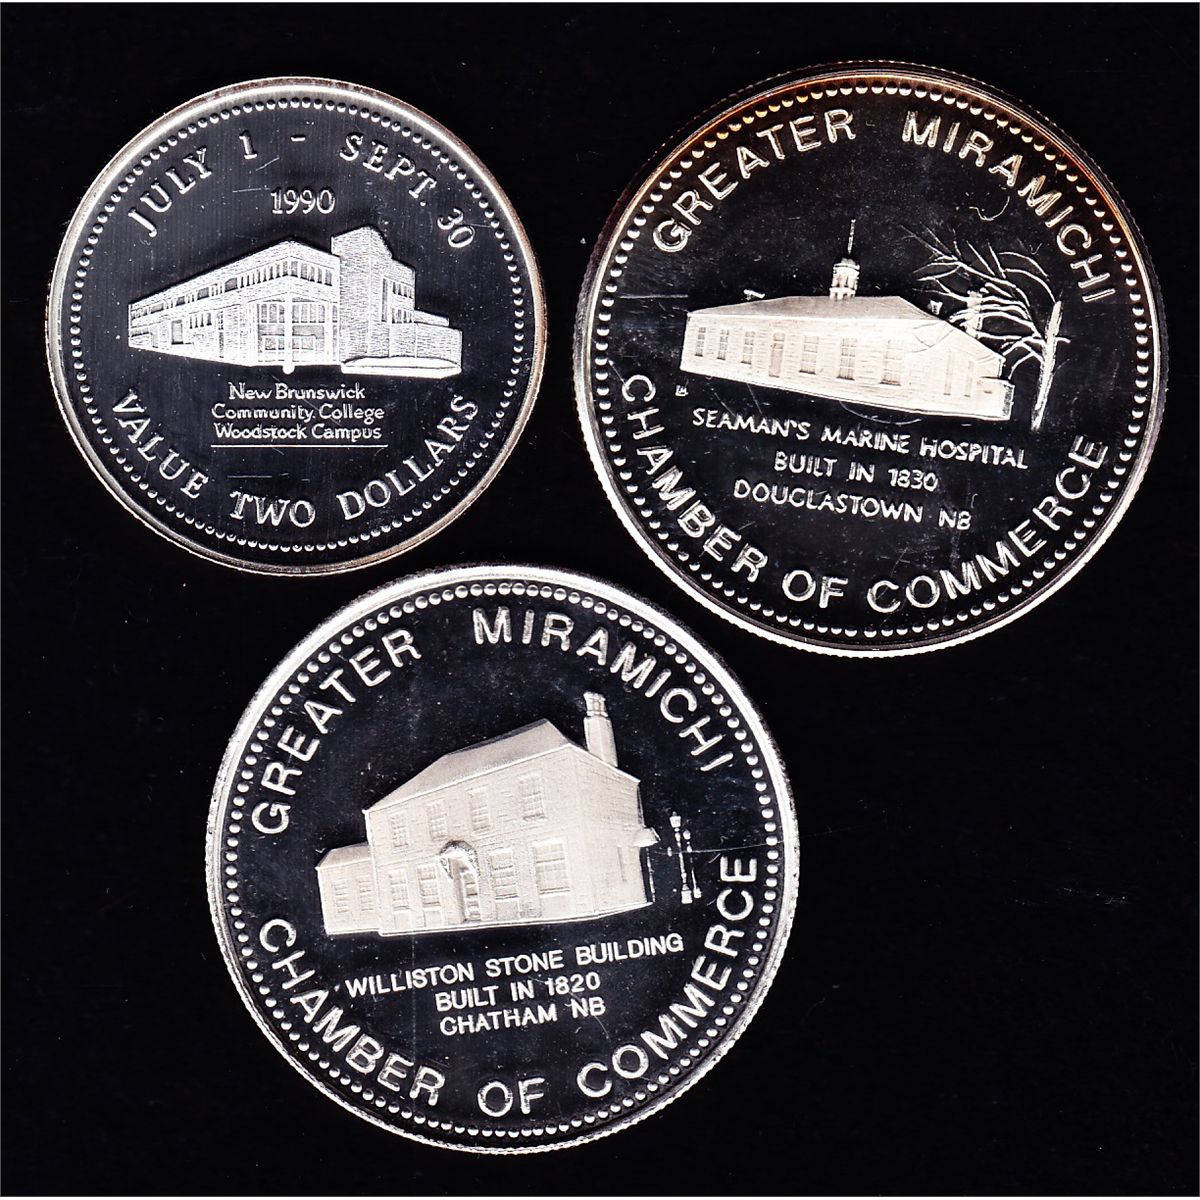 JULY 1 - SEPT. 30
1990
New Brunswick
Community College
Woodstock Campus
VALUE TWO DOLLARS
GREATER MIRAMICHI
SEAMAN'S MARINE HOSPITAL
BUILT IN 1830
DOUGLASTOWN NB
CHAMBER OF COMMERCE
GREATER MIRAMICHI
WILLISTON STONE BUILDING
BUILT IN 1820
CHATHAM NB
CHAMBER OF COMMERCE